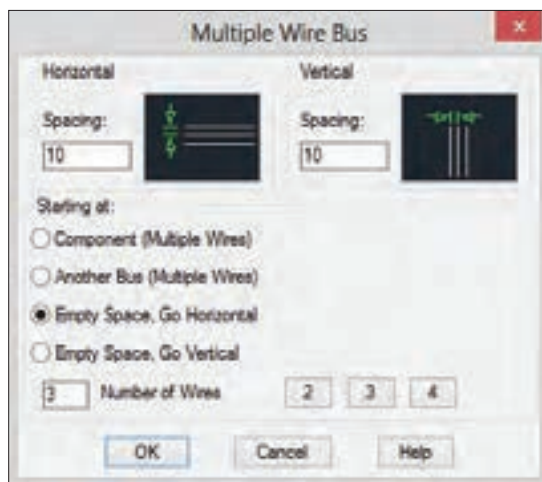 Multiple Wire Bus
x
Horizontal Vertical
Spacing: Spacing:
10 10
Starting at:
Component (Multiple Wires)
Another Bus (Multiple Wires)
Empty Space, Go Horizontal
Empty Space, Go Vertical
3 Number of Wires 2 3 4
OK Cancel Help